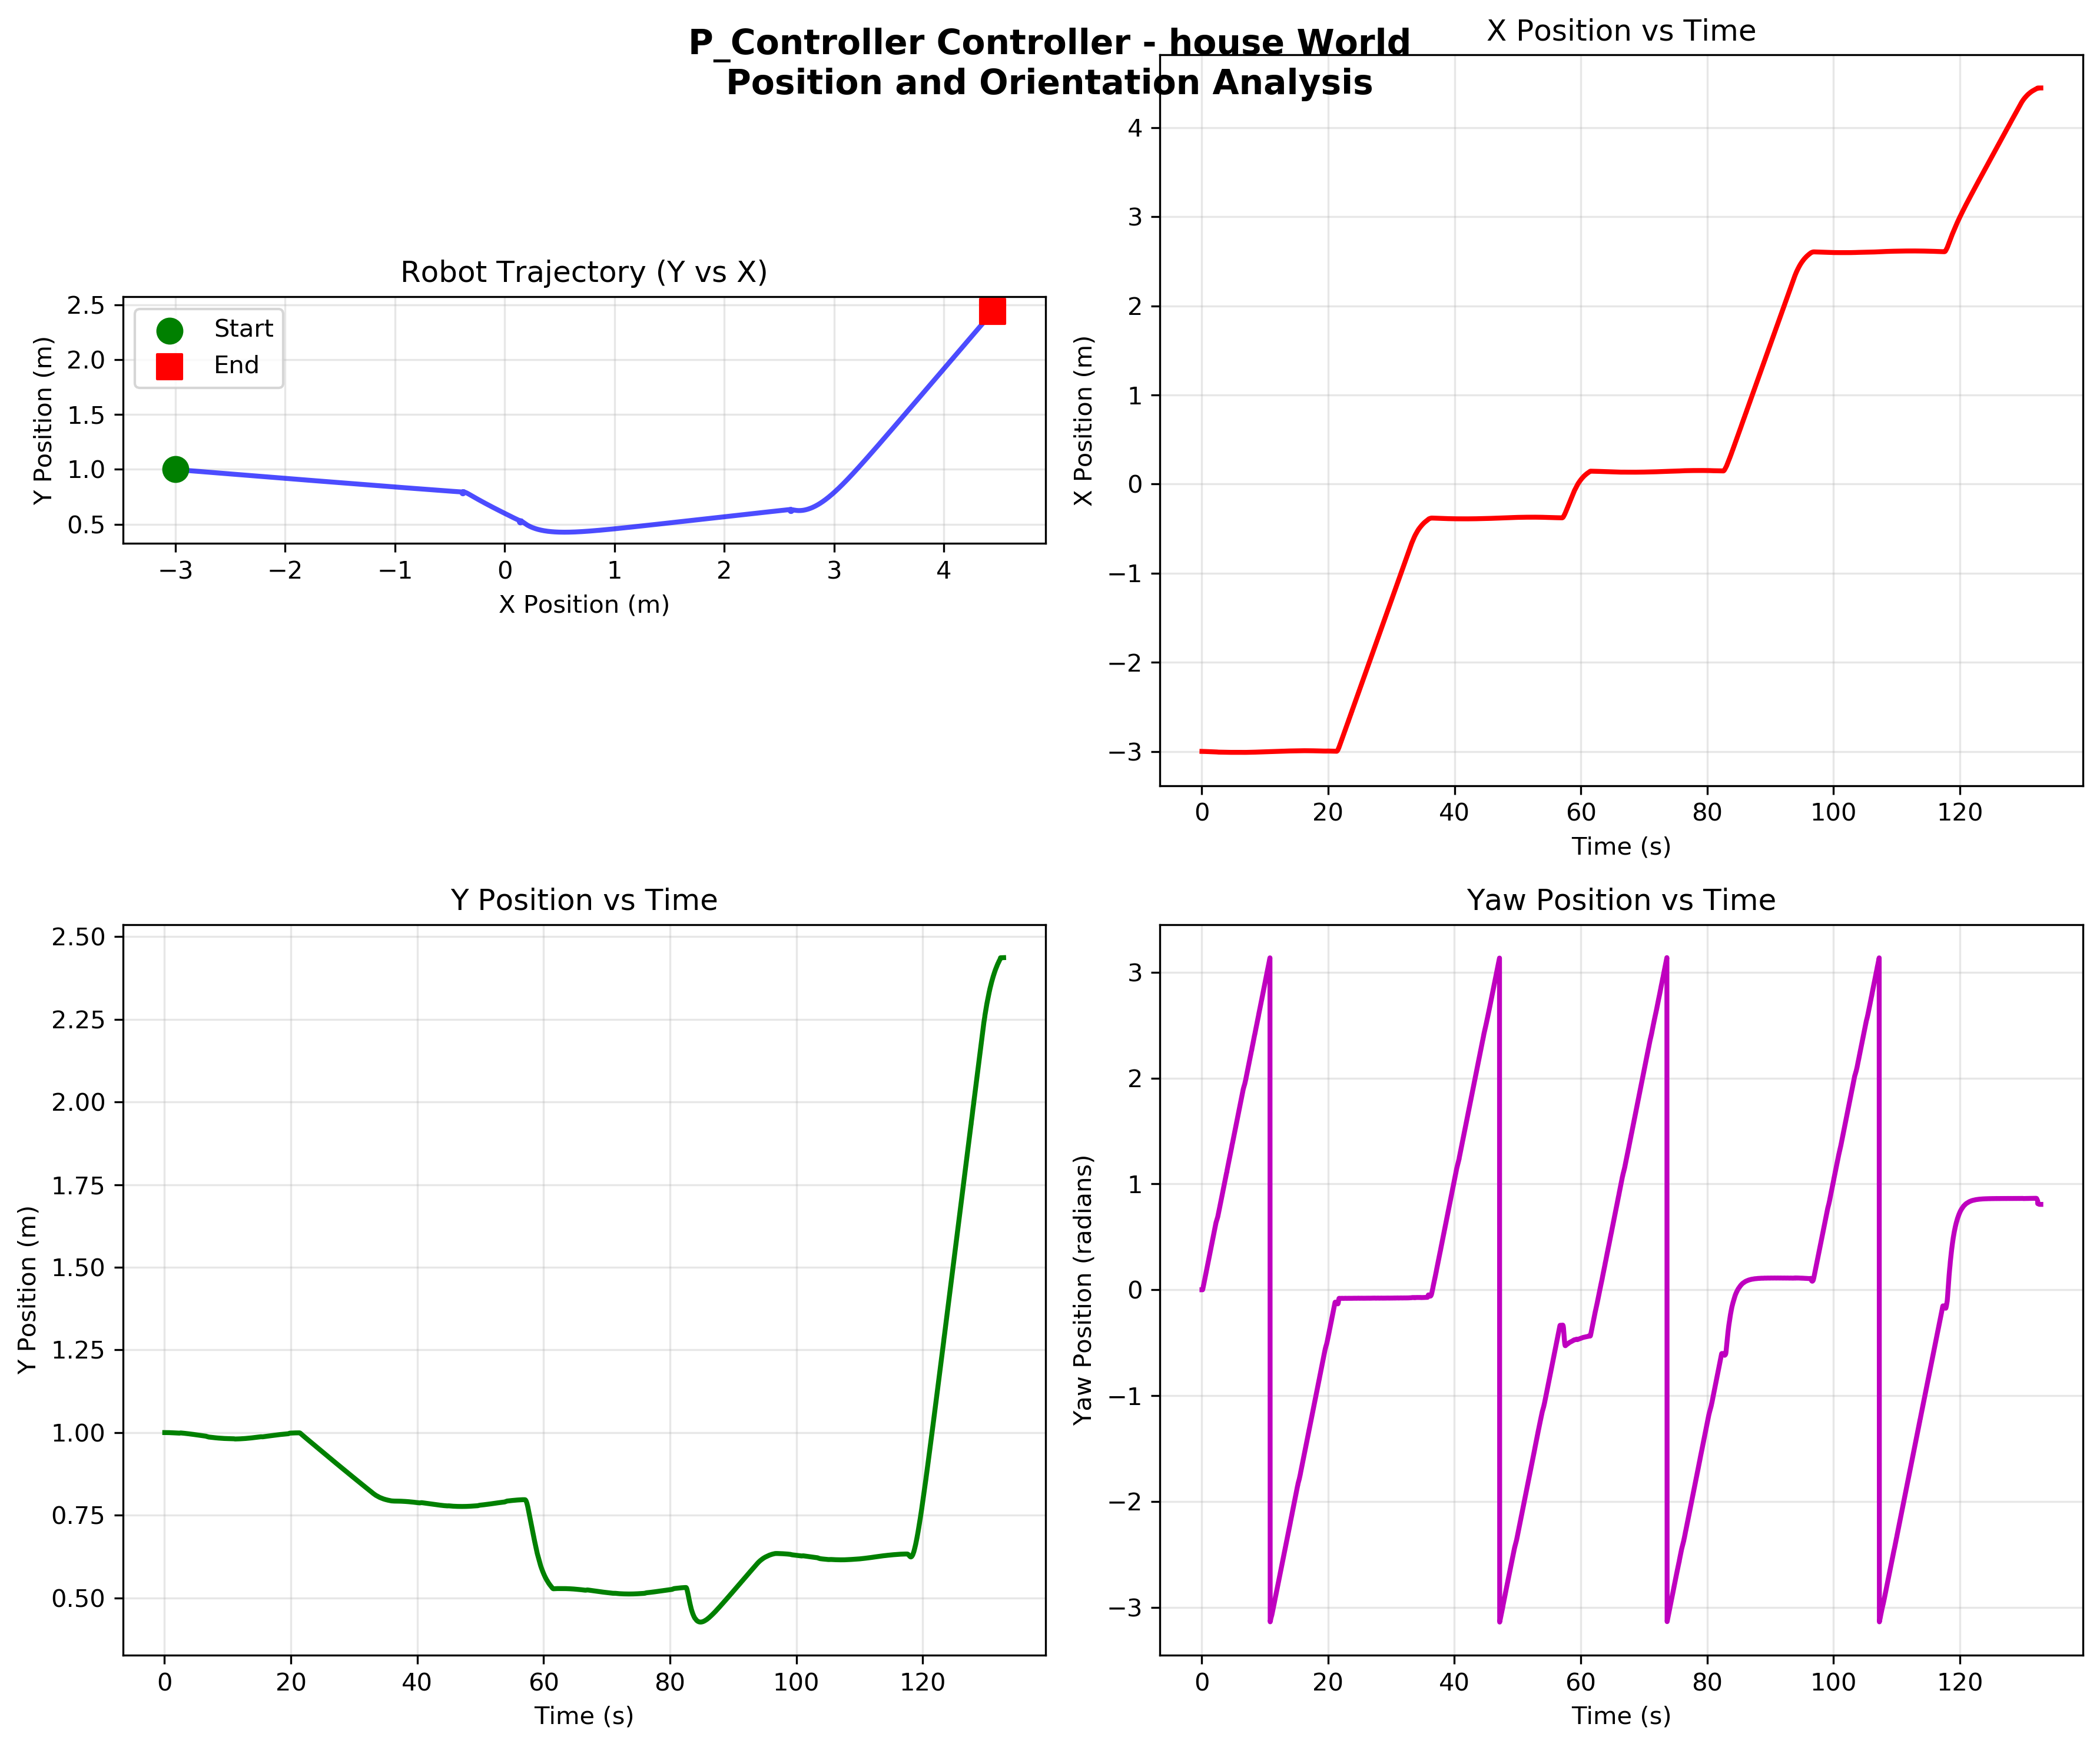 P_Controller Controller - house World
Position and Orientation Analysis
Robot Trajectory (Y vs X)
Start
End
2.5
2.0
1.5
1.0
0.5
Y Position (m)
−3 −2 −1 0 1 2 3 4
X Position (m)
X Position vs Time
4
3
2
1
0
−1
−2
−3
X Position (m)
0 20 40 60 80 100 120
Time (s)
Y Position vs Time
2.50
2.25
2.00
1.75
1.50
1.25
1.00
0.75
0.50
Y Position (m)
0 20 40 60 80 100 120
Time (s)
Yaw Position vs Time
3
2
1
0
−1
−2
−3
Yaw Position (radians)
0 20 40 60 80 100 120
Time (s)